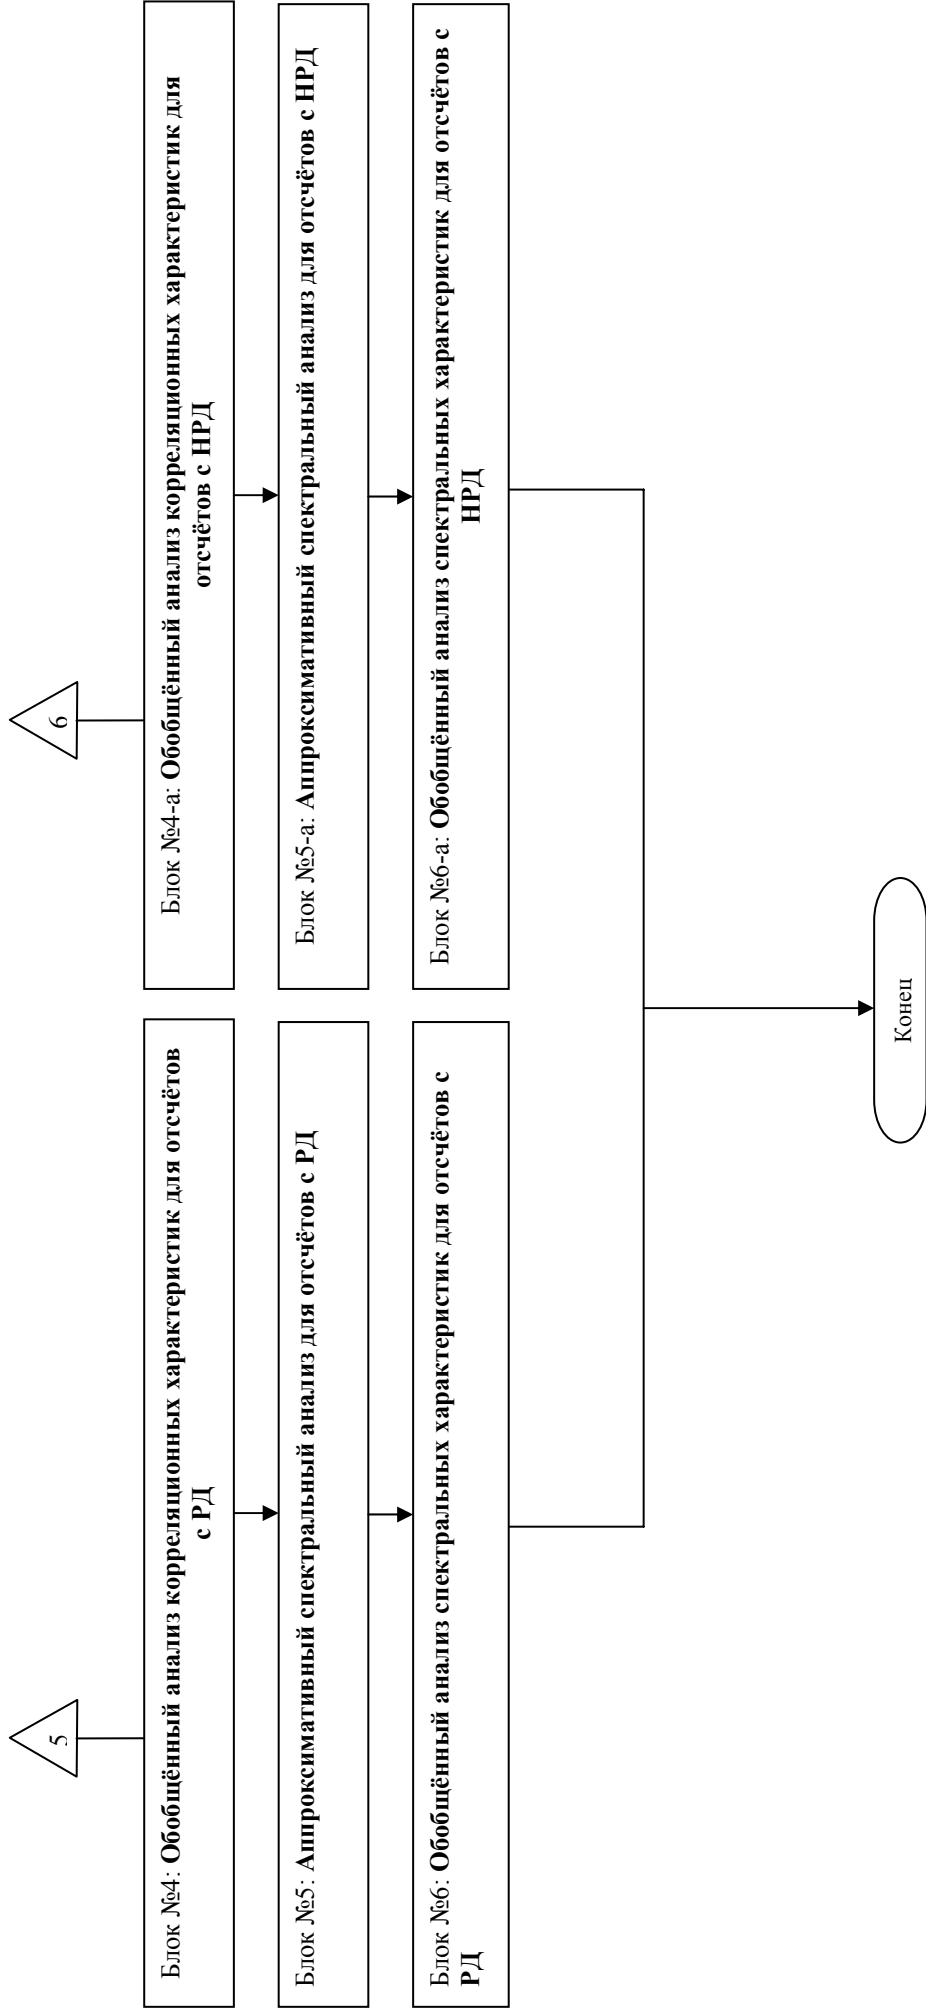 5
Блок №4: Обобщённый анализ корреляционных характеристик для отсчётов
с РД
Блок №5: Аппроксимативный спектральный анализ для отсчётов с РД
Блок №6: Обобщённый анализ спектральных характеристик для отсчётов с
РД
6
Блок №4-а: Обобщённый анализ корреляционных характеристик для
отсчётов с НРД
Блок №5-а: Аппроксимативный спектральный анализ для отсчётов с НРД
Блок №6-а: Обобщённый анализ спектральных характеристик для отсчётов с
НРД
Конец